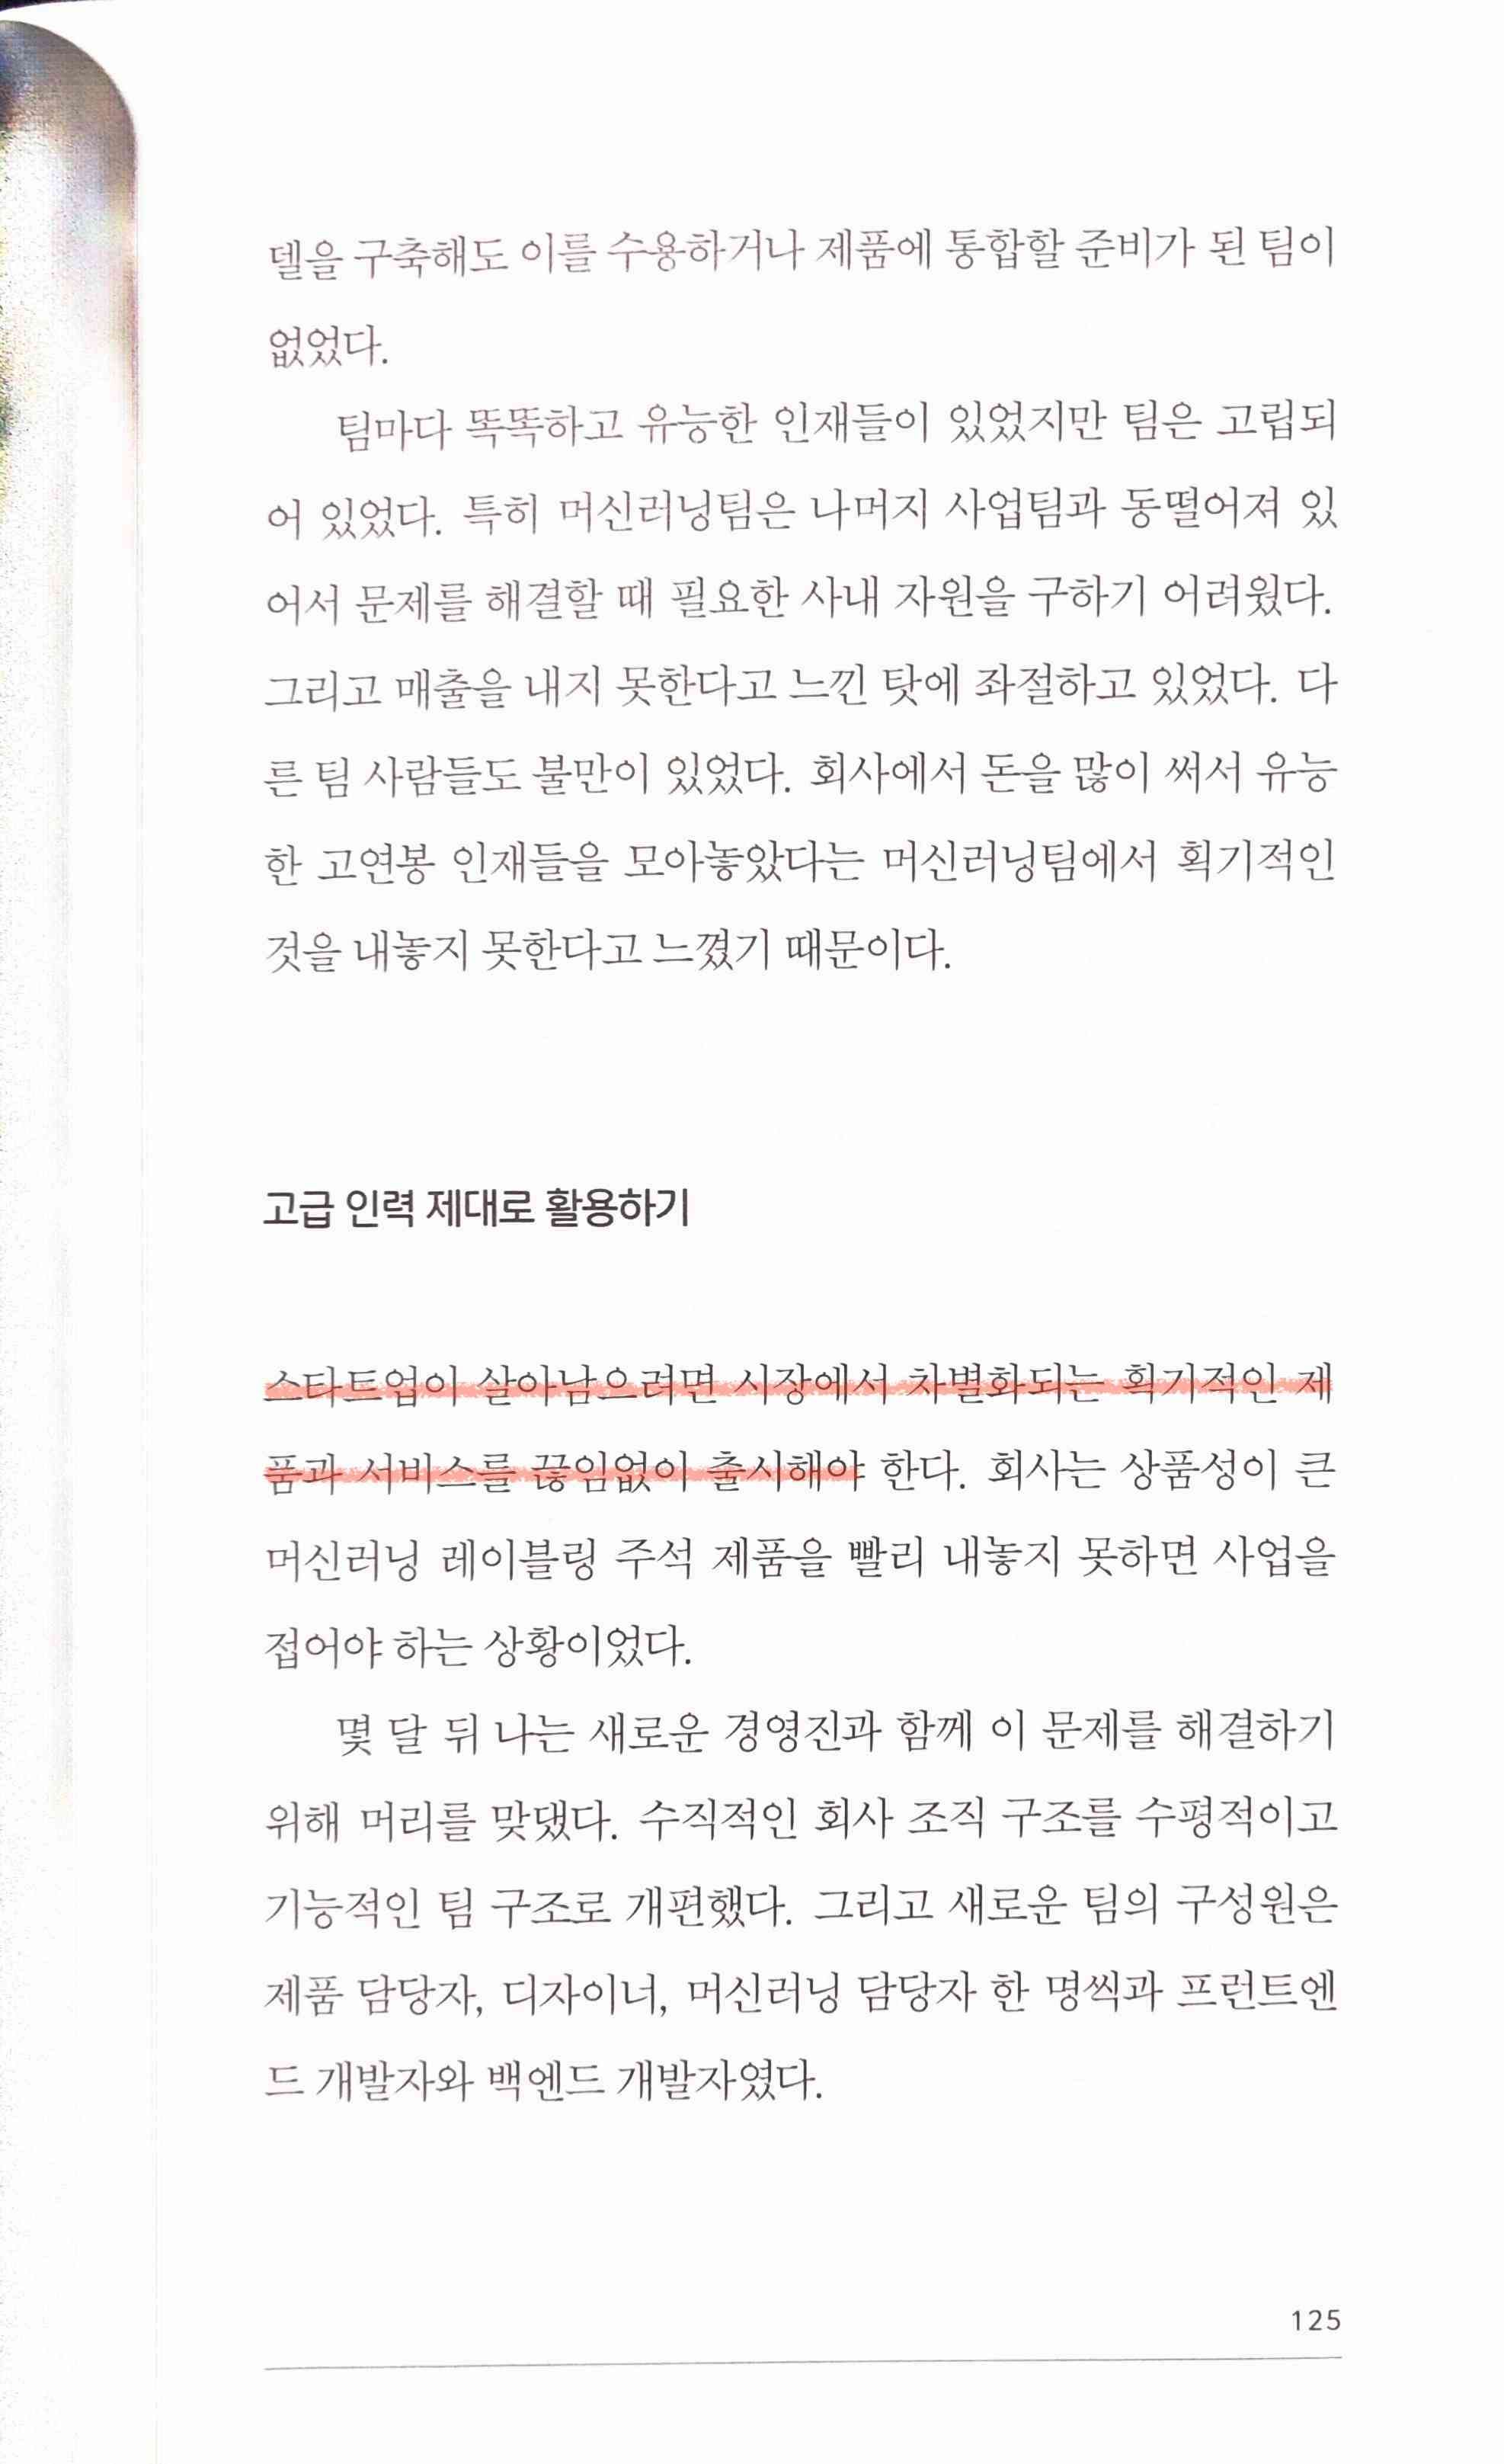 델을 구축해도 이를 수용하거나 제품에 통합할 준비가 된 팀이
없었다.
팀마다 똑똑하고 유능한 인재들이 있었지만 팀은 고립되
어 있었다. 특히 머신러닝팀은 나머지 사업팀과 동떨어져 있
어서 문제를 해결할 때 필요한 사내 자원을 구하기 어려웠다.
그리고 매출을 내지 못한다고 느낀 탓에 좌절하고 있었다. 다
른 팀 사람들도 불만이 있었다. 회사에서 돈을 많이 써서 유능
한 고연봉 인재들을 모아놓았다는 머신러닝팀에서 획기적인
것을 내놓지 못한다고 느꼈기 때문이다.
고급 인력 제대로 활용하기
스타트업이 살아남으려면 시장에서 차별화되는 획기적인 제
품과 서비스를 끊임없이 출시해야 한다. 회사는 상품성이 큰
머신러닝 레이블링 주석 제품을 빨리 내놓지 못하면 사업을
접어야 하는 상황이었다.
몇 달 뒤 나는 새로운 경영진과 함께 이 문제를 해결하기
위해 머리를 맞댔다. 수직적인 회사 조직 구조를 수평적이고
기능적인 팀 구조로 개편했다. 그리고 새로운 팀의 구성원은
제품 담당자, 디자이너, 머신러닝 담당자 한 명씩과 프런트엔
드 개발자와 백엔드 개발자였다.
125